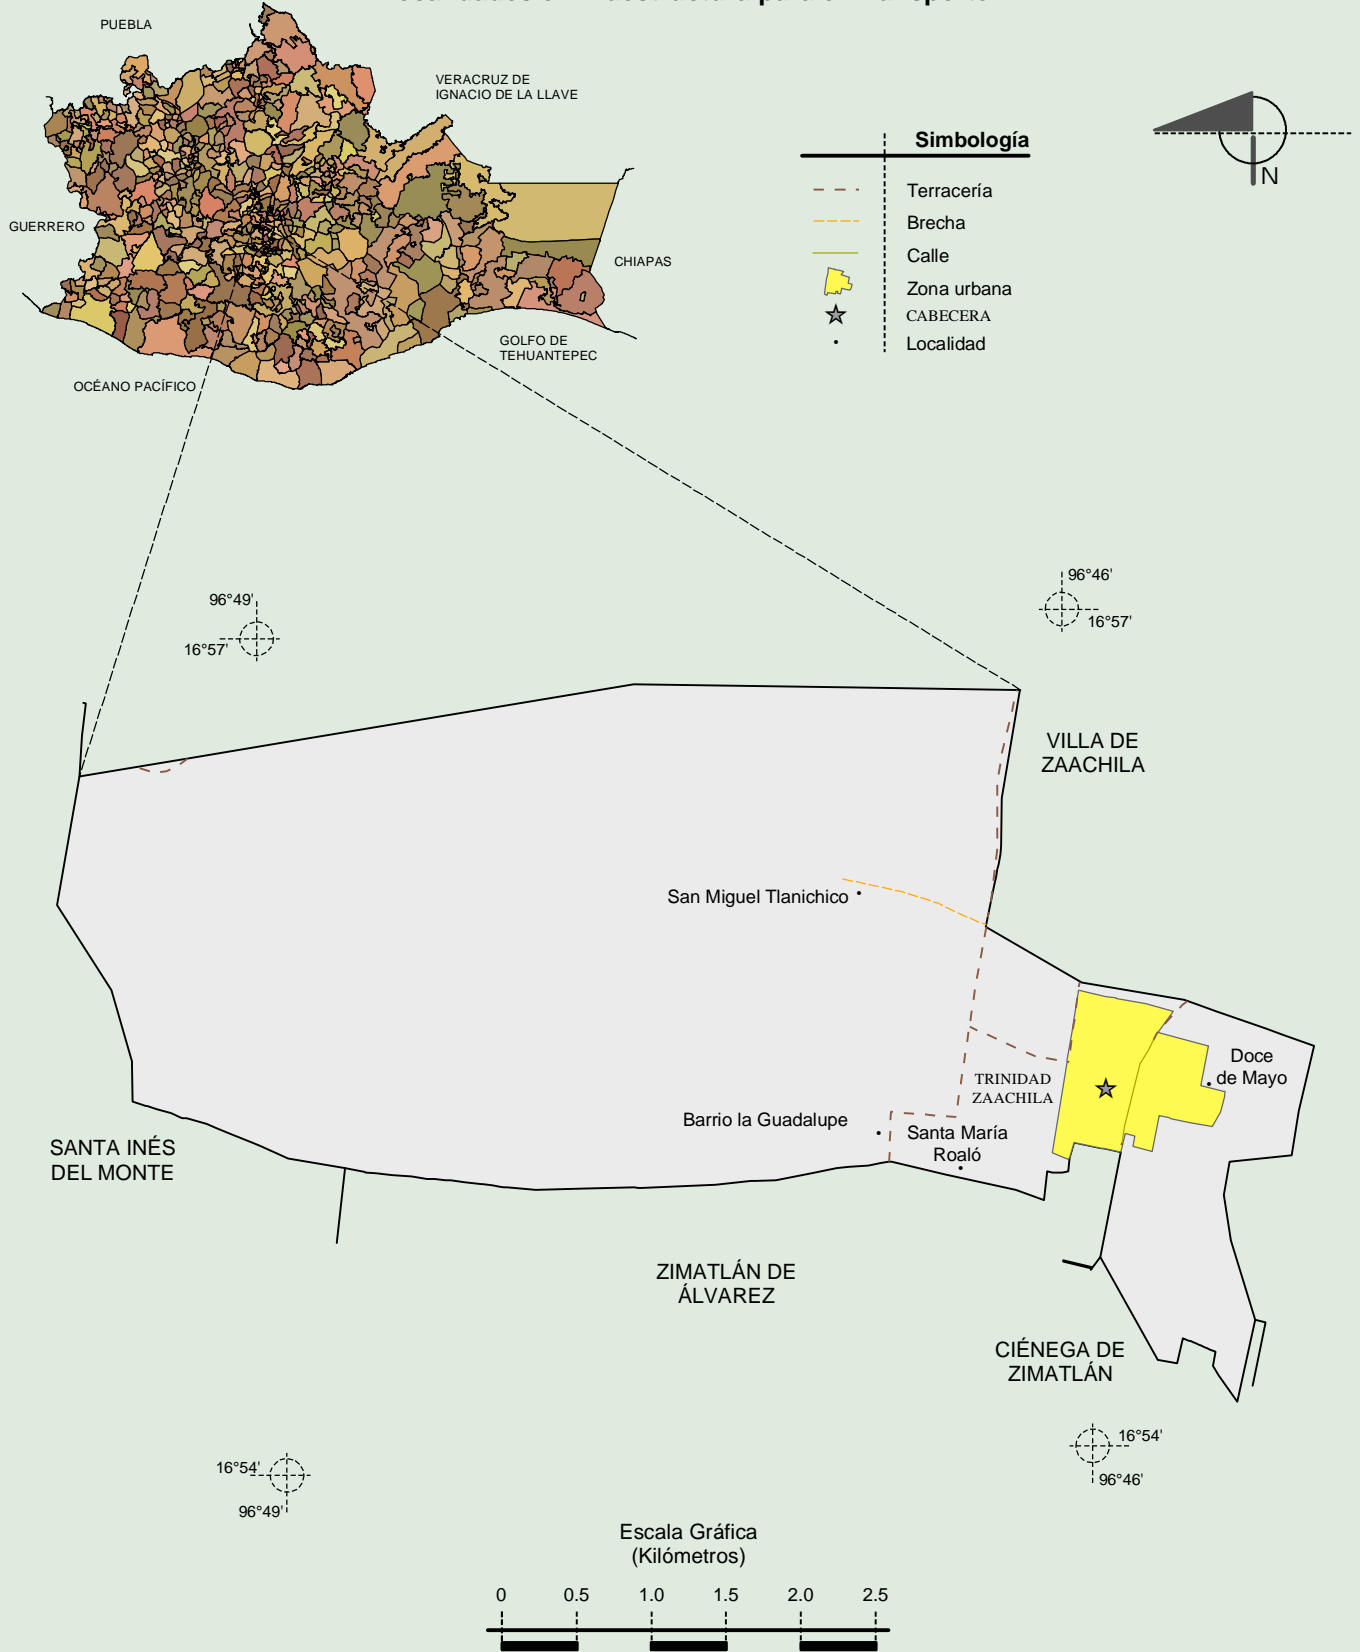 PUEBLA
VERACRUZ DE
IGNACIO DE LA LLAVE
GUERRERO
CHIAPAS
GOLFO DE
TEHUANTEPEC
OCÉANO PACÍFICO
Simbología
Terracería
Brecha
Calle
Zona urbana
CABECERA
Localidad
N
96°49'
16°57'
96°46'
16°57'
VILLA DE
ZAACHILA
San Miguel Tlanichico
TRINIDAD
ZAACHILA
Doce
de Mayo
Barrio la Guadalupe
Santa María
Roaló
SANTA INÉS
DEL MONTE
ZIMATLÁN DE
ÁLVAREZ
CIÉNEGA DE
ZIMATLÁN
16°54'
96°49'
16°54'
96°46'
Escala Gráfica
(Kilómetros)
0 0.5 1.0 1.5 2.0 2.5